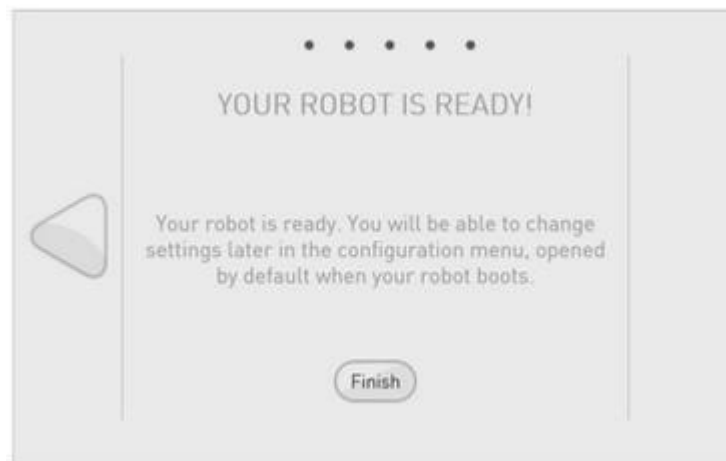 YOUR ROBOT IS READY!
Your robot is ready. You will be able to change
settings later in the configuration menu, opened
by default when your robot boots.
Finish